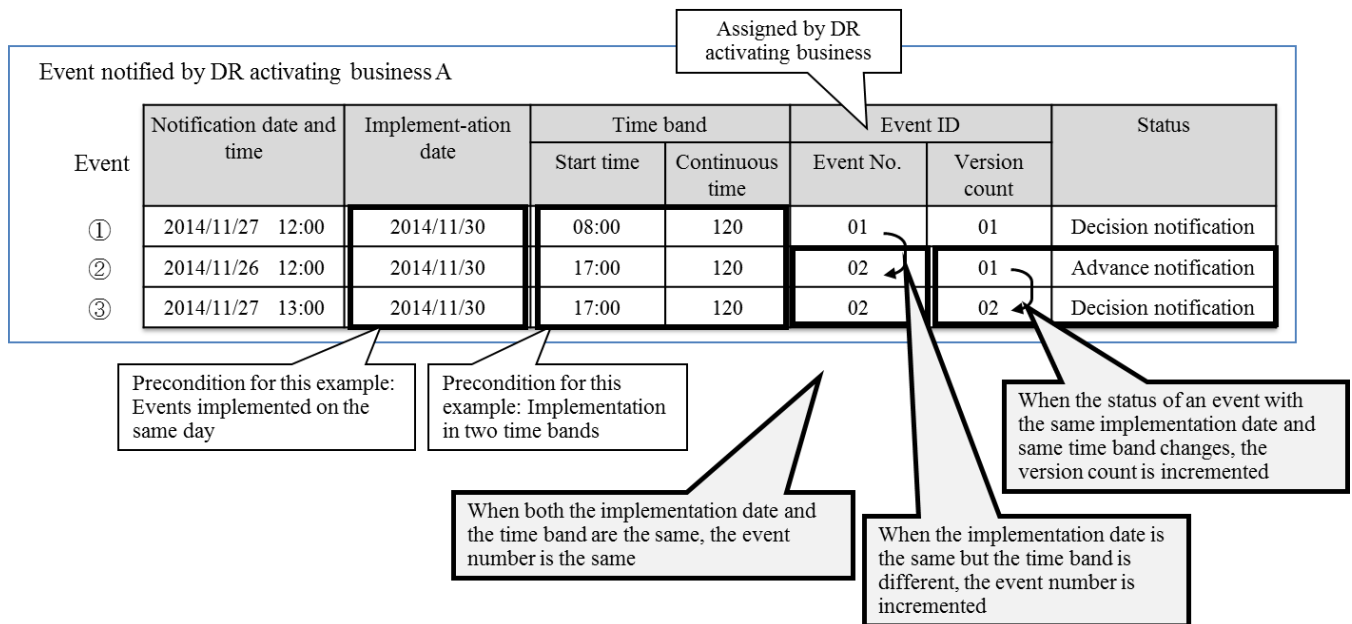 Assigned by DR
activating business
Event notified by DR activating business A
Notification date and
time
Implement-ation
date
Time band
Event ID
Status
Event
Start time
Continuous
time
Event No.
Version
count
① 2014/11/27 12:00 2014/11/30 08:00 120 01 01 Decision notification
② 2014/11/26 12:00 2014/11/30 17:00 120 02 01 Advance notification
③ 2014/11/27 13:00 2014/11/30 17:00 120 02 02 Decision notification
Precondition for this example:
Events implemented on the
same day
Precondition for this
example: Implementation
in two time bands
When the status of an event with
the same implementation date and
same time band changes, the
version count is incremented
When both the implementation date and
the time band are the same, the event
number is the same
When the implementation date is
the same but the time band is
different, the event number is
incremented